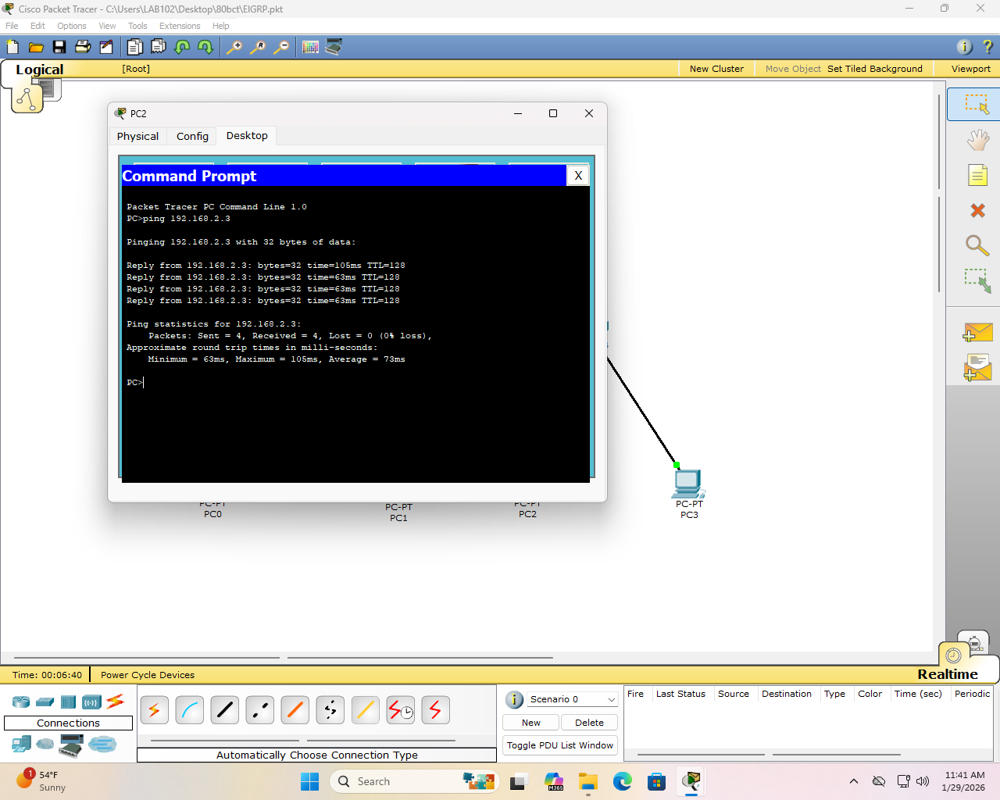 Cisco Packet Tracer - C:\Users\LAB102\Desktop\80bct\EIGRP.pkt
File Edit Options View Tools Extensions Help
Logical [Root] New Cluster Move Object Set Tiled Background Viewport
PC2
Physical Config Desktop
Command Prompt X
Packet Tracer PC Command Line 1.0
PC>ping 192.168.2.3
Pinging 192.168.2.3 with 32 bytes of data:
Reply from 192.168.2.3: bytes=32 time=105ms TTL=128
Reply from 192.168.2.3: bytes=32 time=63ms TTL=128
Reply from 192.168.2.3: bytes=32 time=63ms TTL=128
Reply from 192.168.2.3: bytes=32 time=63ms TTL=128
Ping statistics for 192.168.2.3:
Packets: Sent = 4, Received = 4, Lost = 0 (0% loss),
Approximate round trip times in milli-seconds:
Minimum = 63ms, Maximum = 105ms, Average = 73ms
PC>
PC-PT
PC0
PC-PT
PC1
PC-PT
PC2
PC-PT
PC3
Time: 00:06:40 Power Cycle Devices Realtime
Connections
Automatically Choose Connection Type
Scenario 0
New Delete
Toggle PDU List Window
Fire Last Status Source Destination Type Color Time (sec) Periodic
1
54°F
Sunny
Search
M365
11:41 AM
1/29/2026